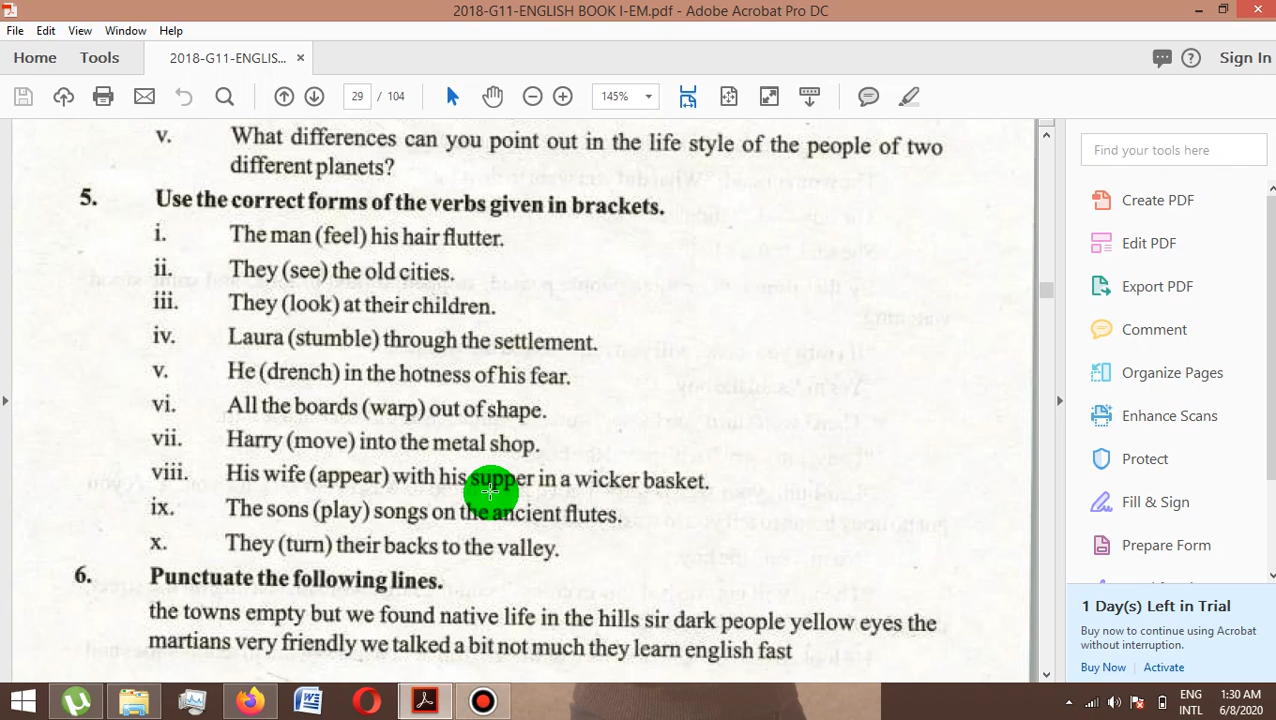 2018-G11-ENGLISH BOOK I-EM.pdf - Adobe Acrobat Pro DC
File Edit View Window Help
Home Tools 2018-G11-ENGLIS... × Sign In
29 / 104 145%
v. What differences can you point out in the life style of the people of two
different planets?
5. Use the correct forms of the verbs given in brackets.
i. The man (feel) his hair flutter.
ii. They (see) the old cities.
iii. They (look) at their children.
iv. Laura (stumble) through the settlement.
v. He (drench) in the hotness of his fear.
vi. All the boards (warp) out of shape.
vii. Harry (move) into the metal shop.
viii. His wife (appear) with his supper in a wicker basket.
ix. The sons (play) songs on the ancient flutes.
x. They (turn) their backs to the valley.
6. Punctuate the following lines.
the towns empty but we found native life in the hills sir dark people yellow eyes the
martians very friendly we talked a bit not much they learn english fast
Find your tools here
Create PDF
Edit PDF
Export PDF
Comment
Organize Pages
Enhance Scans
Protect
Fill & Sign
Prepare Form
1 Day(s) Left in Trial
Buy now to continue using Acrobat
without interruption.
Buy Now Activate
ENG 1:30 AM
INTL 6/8/2020